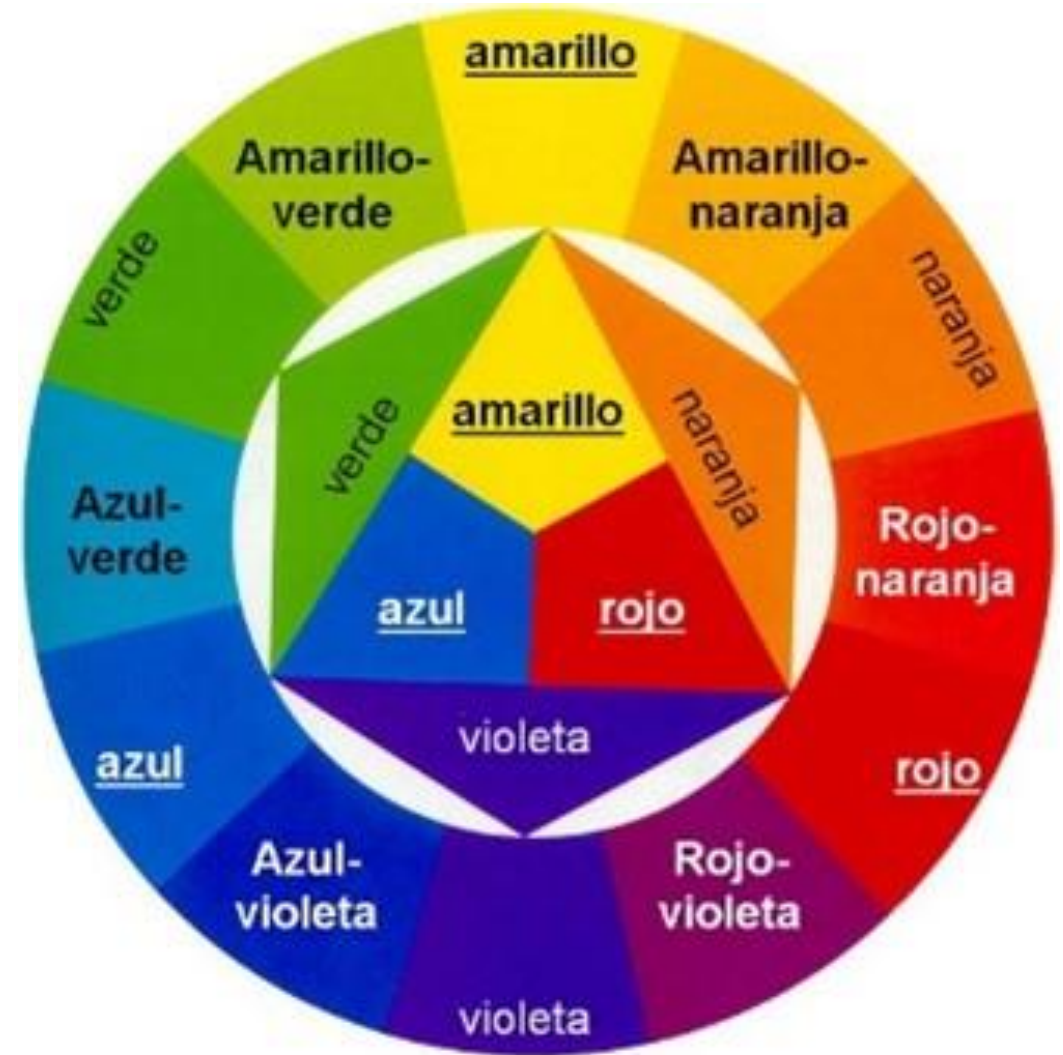 amarillo
Amarillo-
verde
Amarillo-
naranja
verde
naranja
amarillo
verde
naranja
Azul-
verde
Rojo-
naranja
azul
rojo
violeta
azul
rojo
Azul-
violeta
Rojo-
violeta
violeta